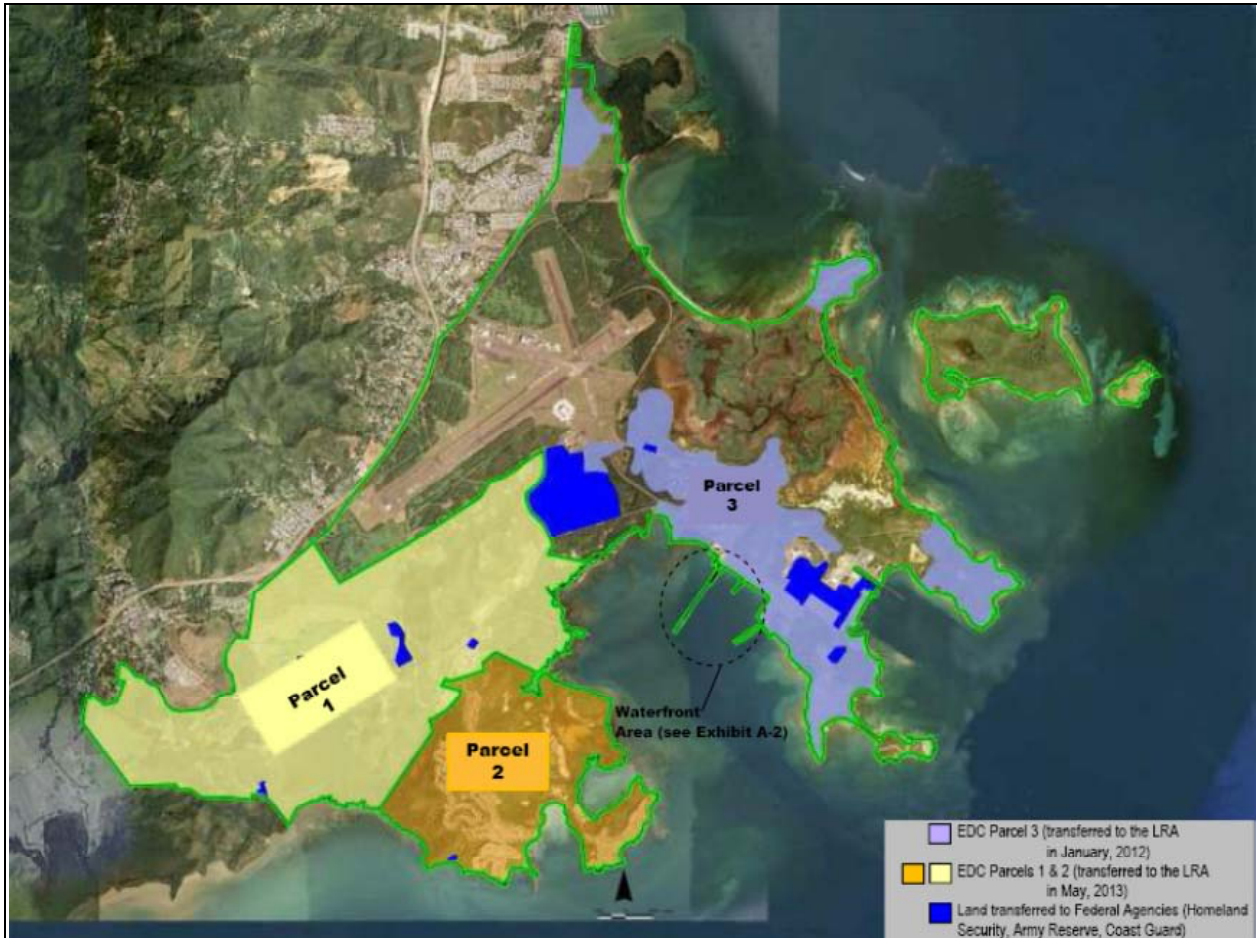 Parcel
3
Parcel
1
Waterfront
Area (see Exhibit A-2)
Parcel
2
EDC Parcel 3 (transferred to the LRA
in January, 2012)
EDC Parcels 1 & 2 (transferred to the LRA
in May, 2013)
Land transferred to Federal Agencies (Homeland
Security, Army Reserve, Coast Guard)